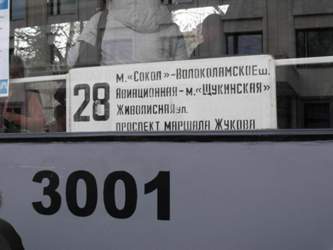 28
м. «Сокол»-Волоколамское ш.
Авиационная-м.«Щукинская»
Живописная ул.
проспект маршала Жукова
3001